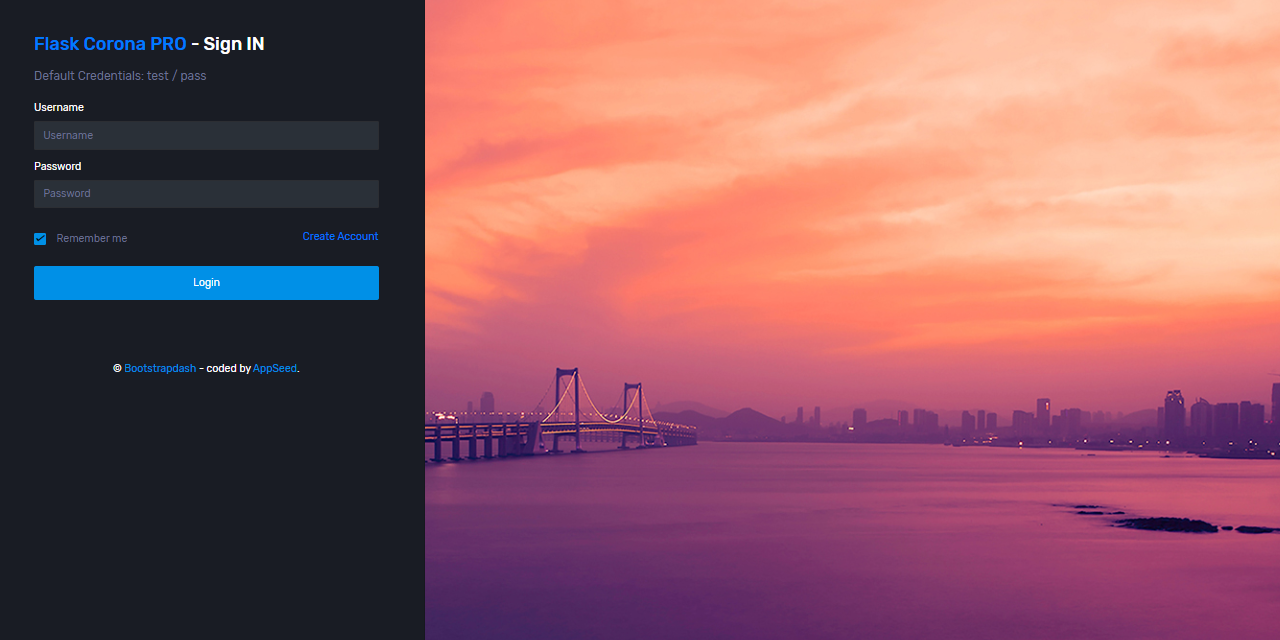 Flask Corona PRO - Sign IN
Default Credentials: test / pass
Username
Username
Password
Password
Remember me
Create Account
Login
© Bootstrapdash - coded by AppSeed.